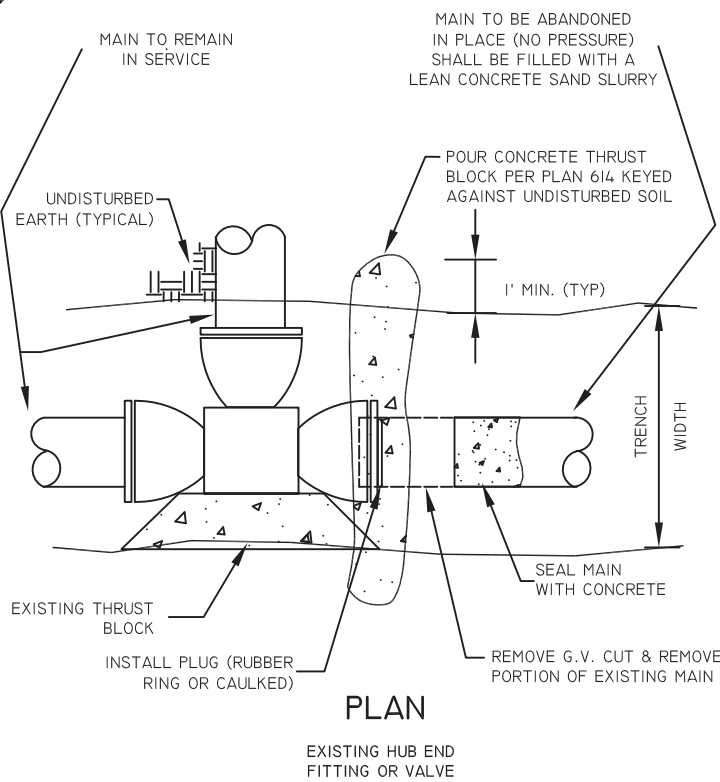 MAIN TO REMAIN
IN SERVICE
MAIN TO BE ABANDONED
IN PLACE (NO PRESSURE)
SHALL BE FILLED WITH A
LEAN CONCRETE SAND SLURRY
POUR CONCRETE THRUST
BLOCK PER PLAN 614 KEYED
AGAINST UNDISTURBED SOIL
UNDISTURBED
EARTH (TYPICAL)
1' MIN. (TYP)
TRENCH
WIDTH
SEAL MAIN
WITH CONCRETE
EXISTING THRUST
BLOCK
INSTALL PLUG (RUBBER
RING OR CAULKED)
REMOVE G.V. CUT & REMOVE
PORTION OF EXISTING MAIN
PLAN
EXISTING HUB END
FITTING OR VALVE